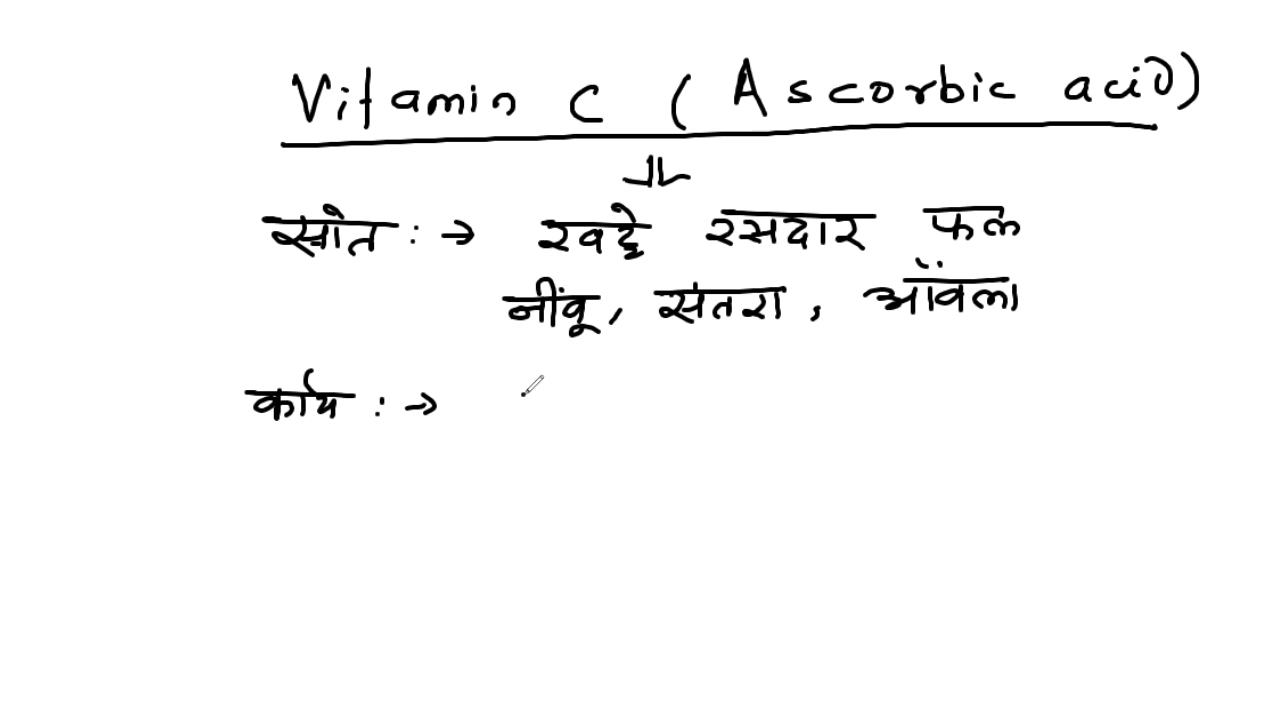 Vitamin C ( Ascorbic acid)
स्रोत :→ खट्टे रसदार फल
नींबू, संतरा, आँवला
कार्य :→